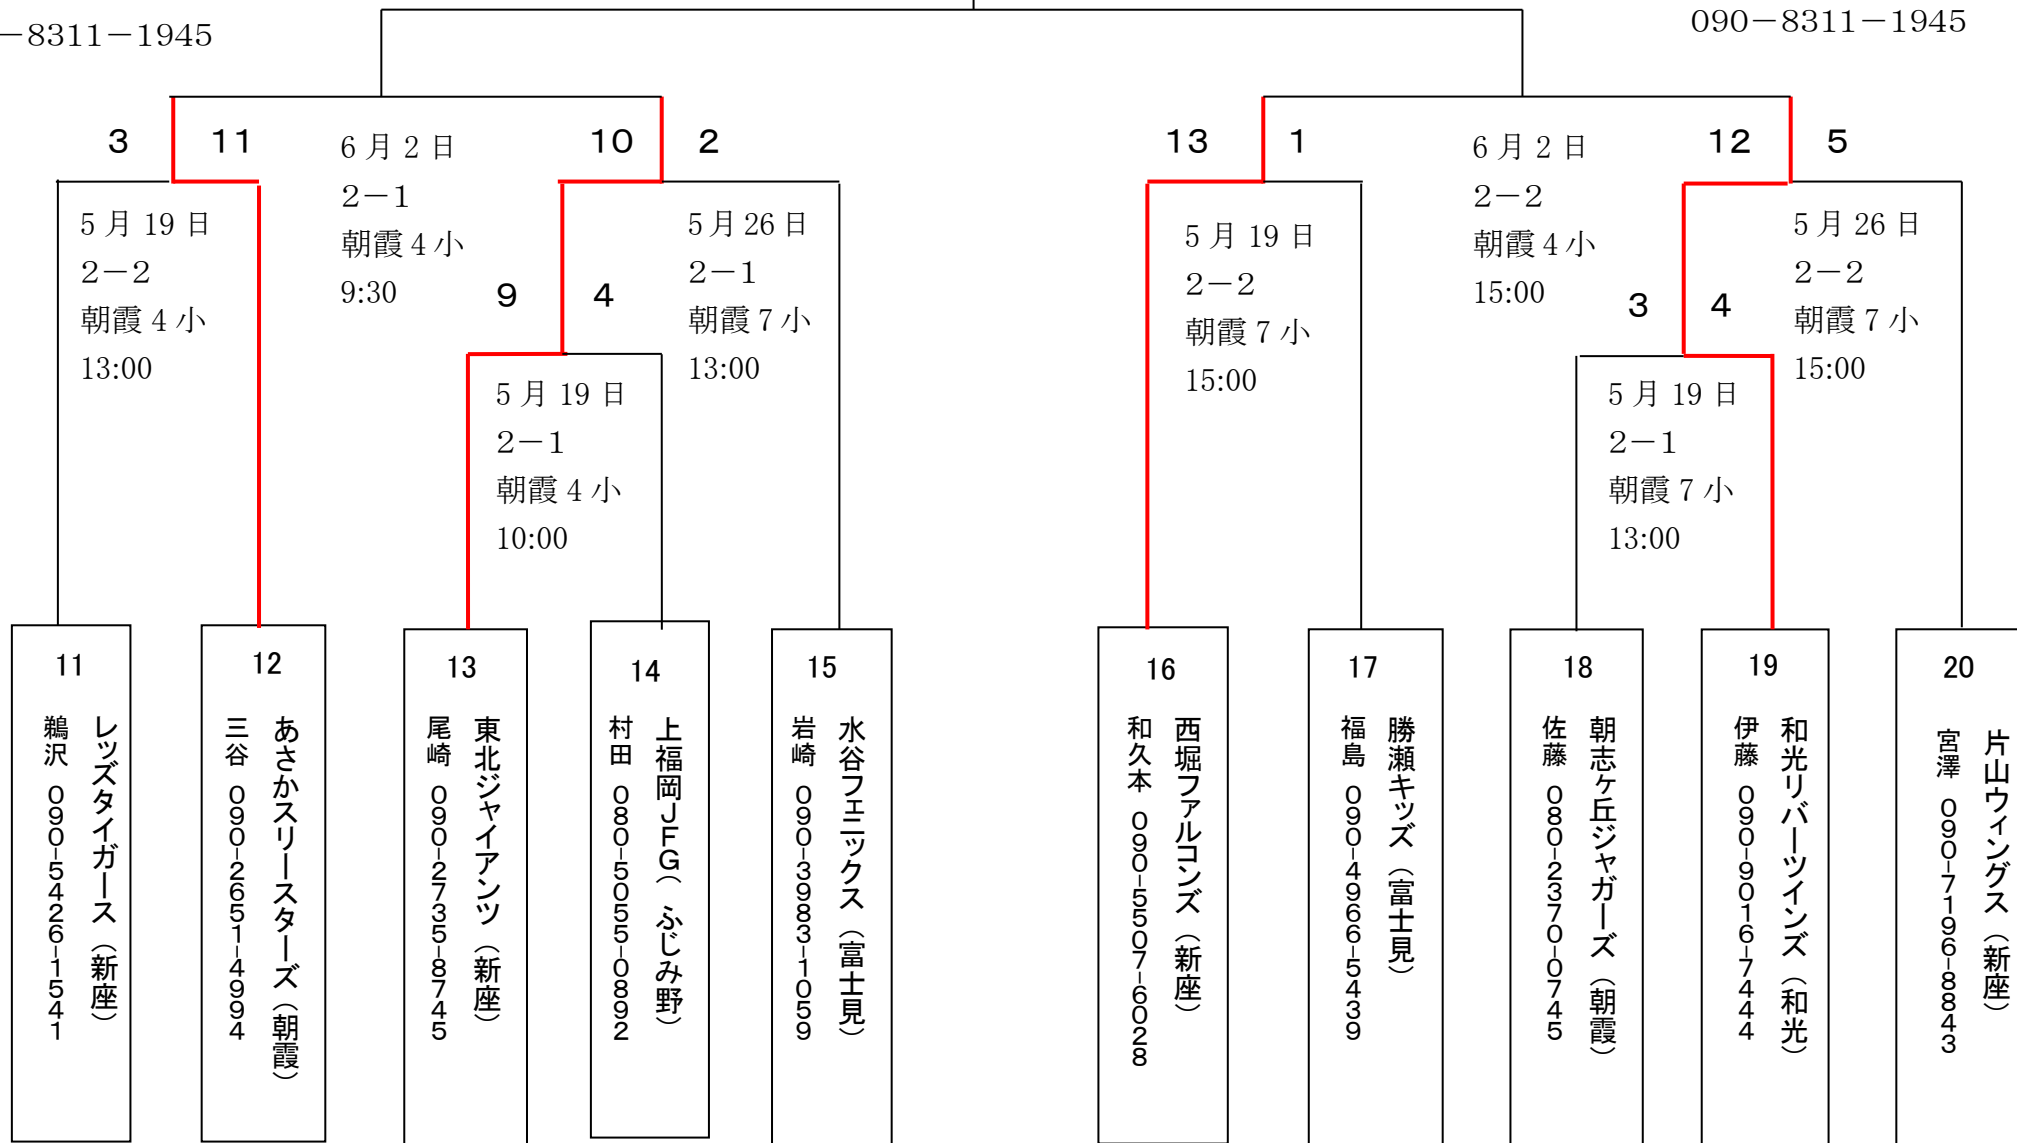 －8311－1945
090－8311－1945
3
11
10
2
13
1
12
5
6月2日
2－1
朝霞4小
9:30
6月2日
2－2
朝霞4小
15:00
5月19日
2－2
朝霞4小
13:00
5月26日
2－1
朝霞7小
13:00
5月19日
2－2
朝霞7小
15:00
5月26日
2－2
朝霞7小
15:00
9
4
3
4
5月19日
2－1
朝霞4小
10:00
5月19日
2－1
朝霞7小
13:00
11
レッズタイガース（新座）
鵜沢 090-5426-1541
12
あさかスリースターズ（朝霞）
三谷 090-2651-4994
13
東北ジャイアンツ（新座）
尾崎 090-2735-8745
14
上福岡JFG（ふじみ野）
村田 080-5055-0892
15
水谷フェニックス（富士見）
岩崎 090-3983-1059
16
西堀ファルコンズ（新座）
和久本 090-5507-6028
17
勝瀬キッズ（富士見）
福島 090-4966-5439
18
朝志ヶ丘ジャガーズ（朝霞）
佐藤 080-2370-0745
19
和光リバーツインズ（和光）
伊藤 090-9016-7444
20
片山ウィングス（新座）
宮澤 090-7196-8843